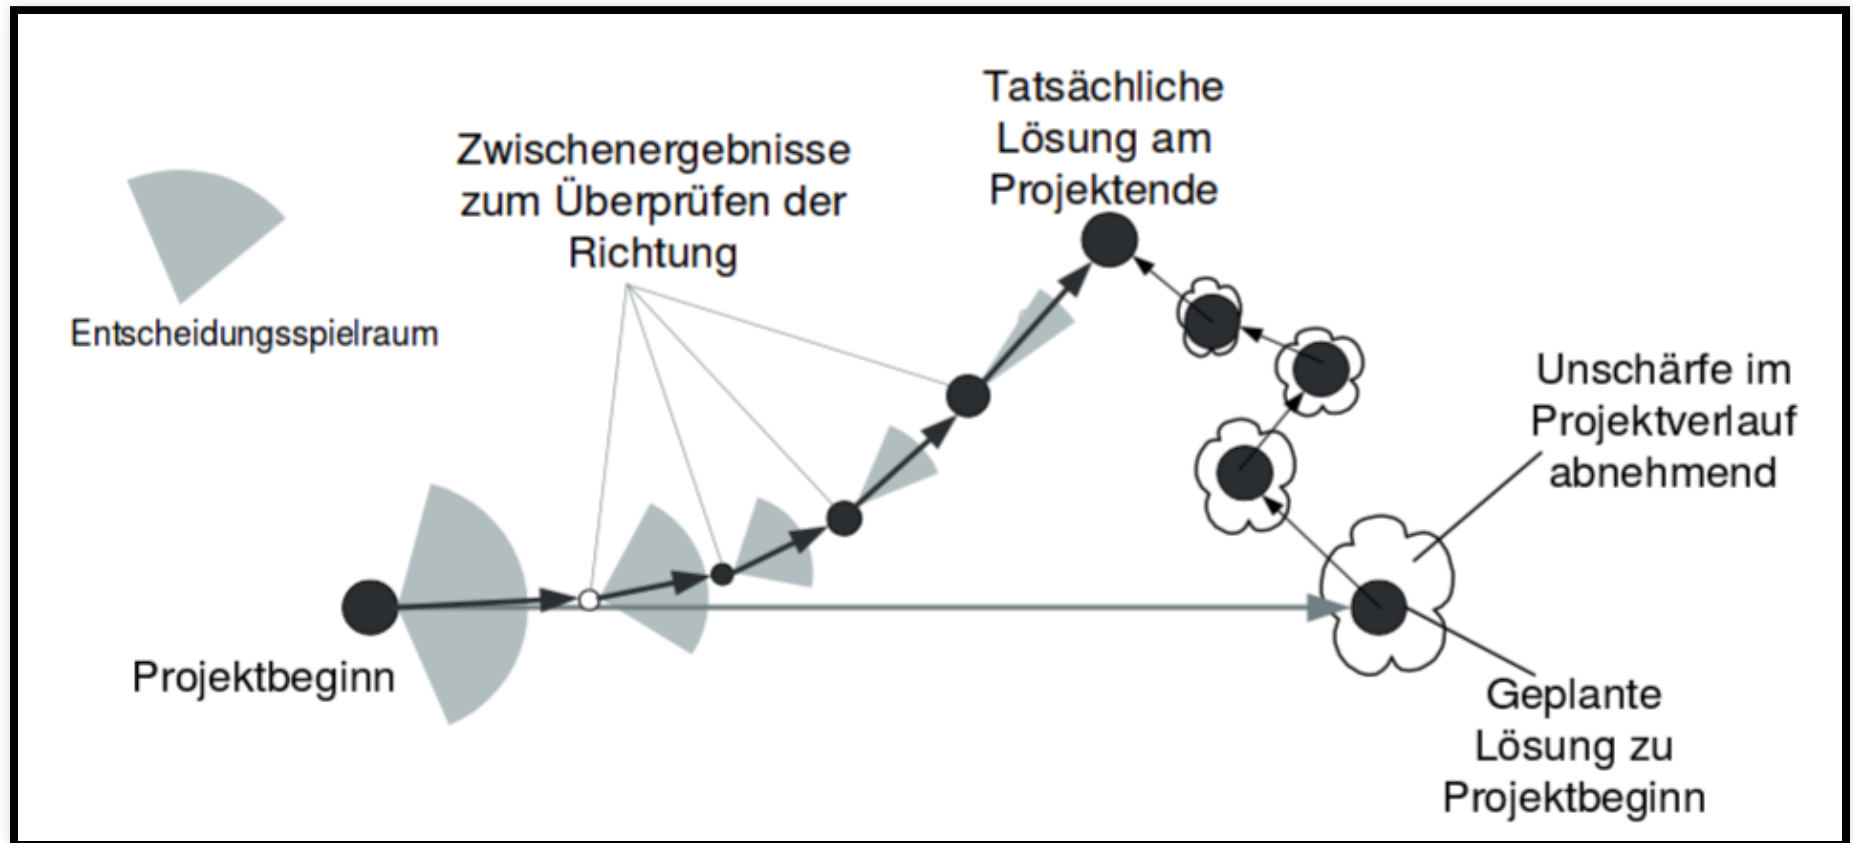 Tatsächliche
Lösung am
Projektende
Zwischenergebnisse
zum Überprüfen der
Richtung
Entscheidungsspielraum
Unschärfe im
Projektverlauf
abnehmend
Projektbeginn
Geplante
Lösung zu
Projektbeginn